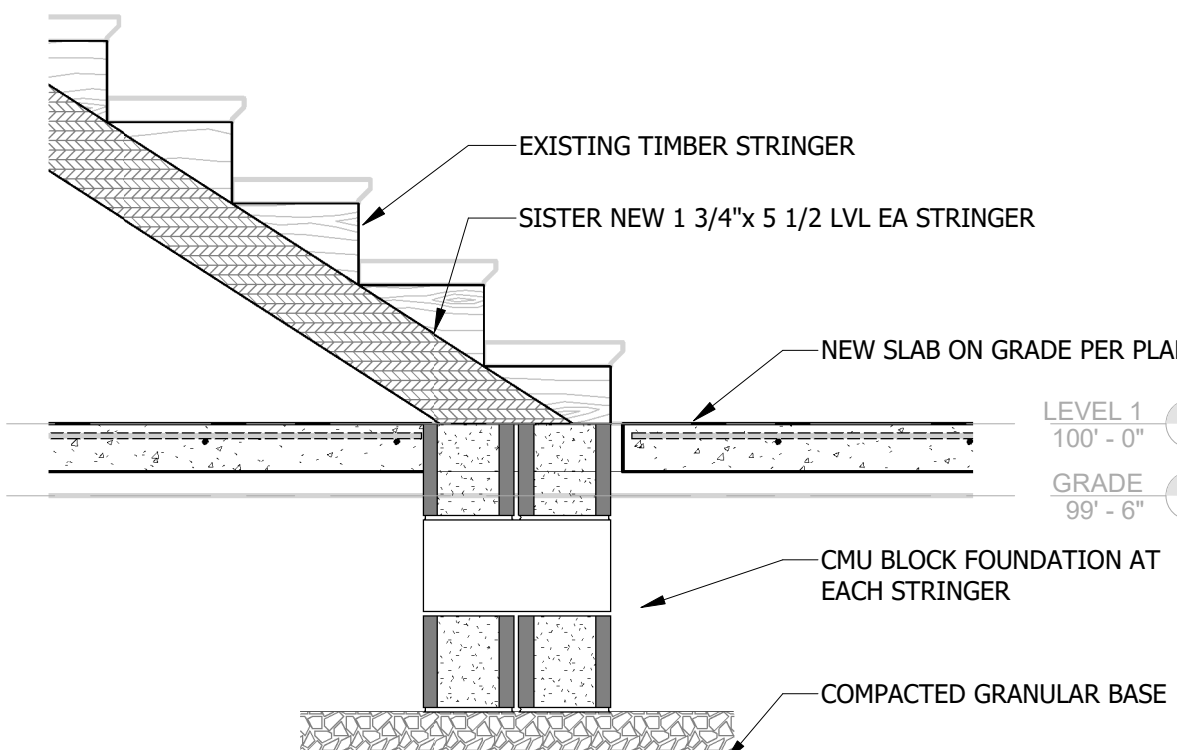 EXISTING TIMBER STRINGER
SISTER NEW 1 3/4"x 5 1/2 LVL EA STRINGER
NEW SLAB ON GRADE PER
LEVEL 1
100' - 0"
GRADE
99' - 6"
CMU BLOCK FOUNDATION AT
EACH STRINGER
COMPACTED GRANULAR BASE